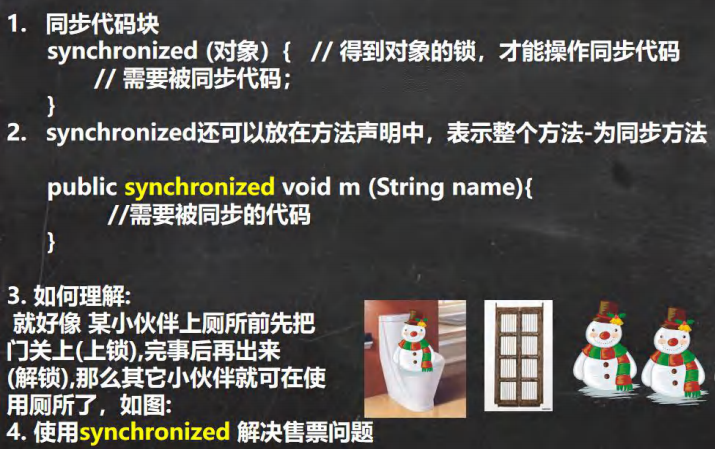 1. 同步代码块
synchronized (对象) { // 得到对象的锁，才能操作同步代码
// 需要被同步代码；
}
2. synchronized还可以放在方法声明中，表示整个方法-为同步方法
public synchronized void m (String name){
//需要被同步的代码
}
3. 如何理解:
就好像 某小伙伴上厕所前先把
门关上(上锁),完事后再出来
(解锁),那么其它小伙伴就可在使
用厕所了，如图:
4. 使用synchronized 解决售票问题